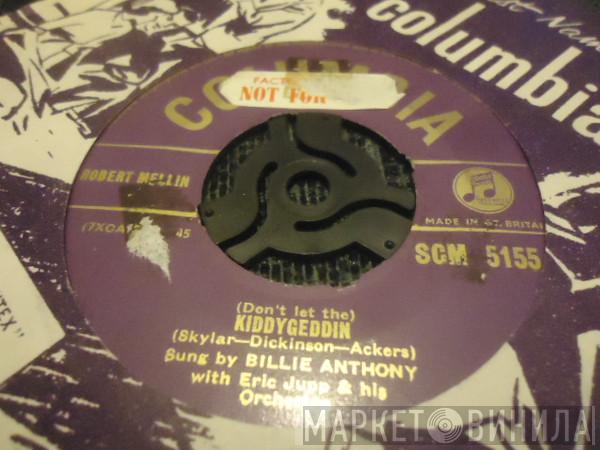 columbia
COLUMBIA
NOT FOR
ROBERT MELLIN
45
MADE IN GT. BRITAIN
SCM 5155
(Don't let the)
KIDDYGEDDIN
(Skylar—Dickinson—Ackers)
Sung by BILLIE ANTHONY
with Eric Jupp & his
Orchestra
МАРКЕТ ВИНИЛА